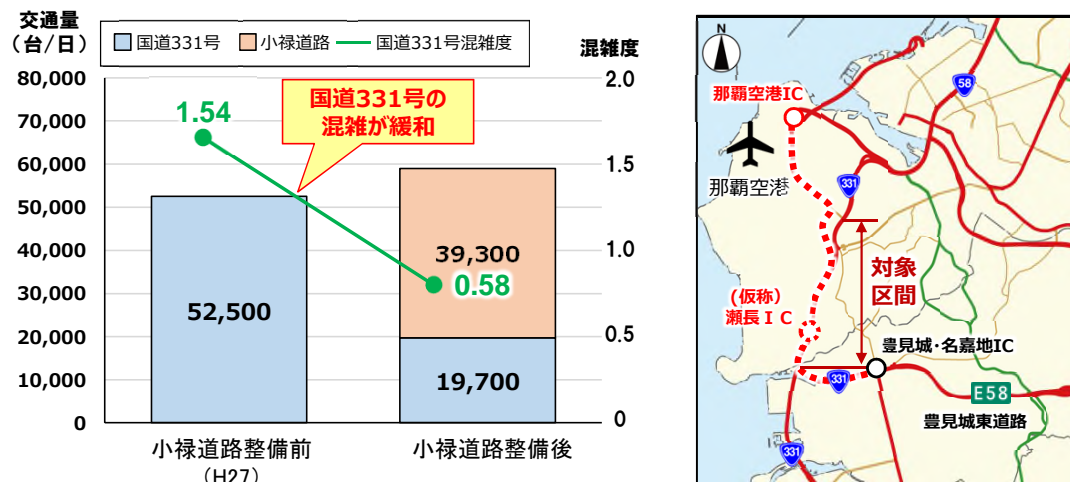 交通量
(台/日)
国道331号
小禄道路
国道331号混雑度
混雑度
80,000
70,000
60,000
50,000
40,000
30,000
20,000
10,000
0
2.0
1.5
1.0
0.5
0
1.54
国道331号の
混雑が緩和
52,500
39,300
0.58
19,700
小禄道路整備前
(H27)
小禄道路整備後
N
那覇空港IC
58
那覇空港
331
対象
区間
(仮称)
瀬長IC
豊見城・名嘉地IC
331
E58
豊見城東道路
331